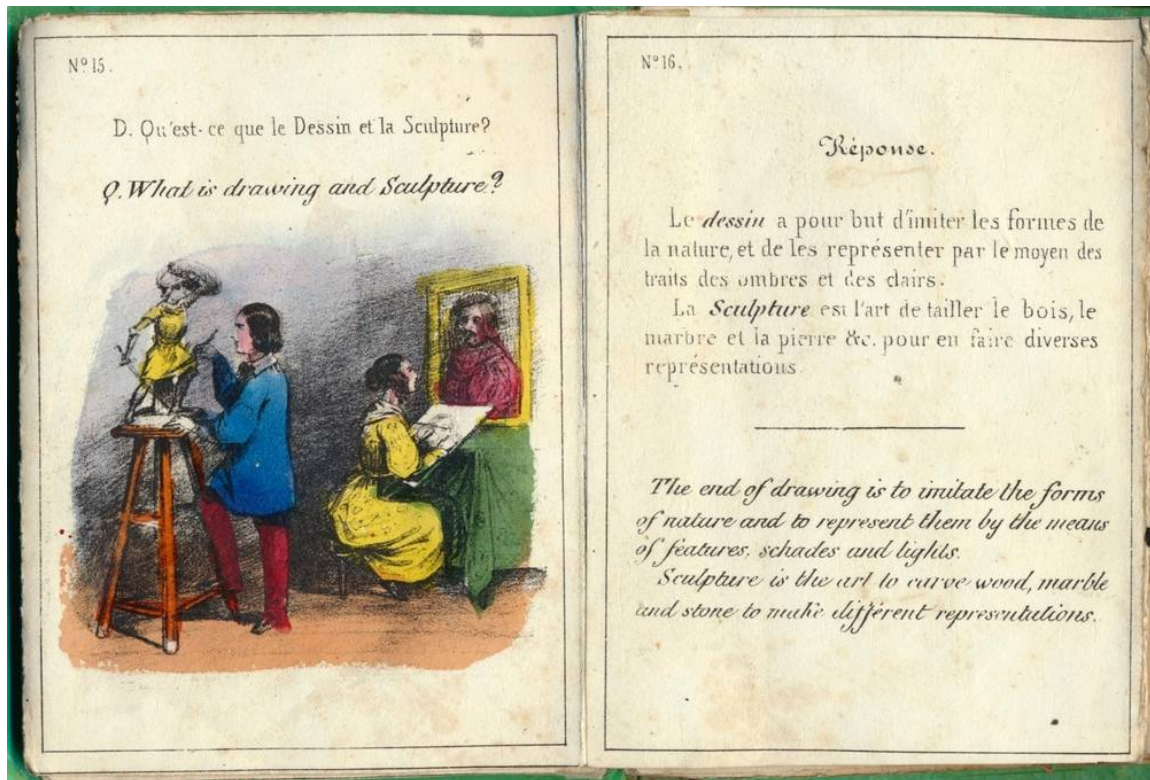 Nº 15.
D. Qu'est-ce que le Dessin et la Sculpture?
Q. What is drawing and Sculpture?
Nº 16.
Réponse.
Le dessin a pour but d'imiter les formes de
la nature, et de les représenter par le moyen des
traits des ombres et des clairs.
La Sculpture est l'art de tailler le bois, le
marbre et la pierre &c. pour en faire diverses
représentations.
The end of drawing is to imitate the forms
of nature and to represent them by the means
of features, schades and lights.
Sculpture is the art to carve wood, marble
and stone to make différent representations.